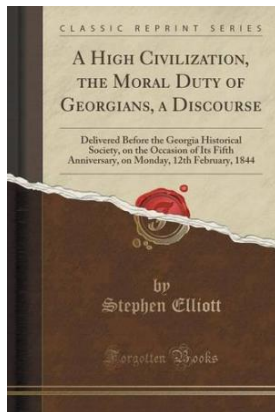 CLASSIC REPRINT SERIES
A HIGH CIVILIZATION,
THE MORAL DUTY OF
GEORGIANS, A DISCOURSE
Delivered Before the Georgia Historical
Society, on the Occasion of Its Fifth
Anniversary, on Monday, 12th February, 1844
by
Stephen Elliott
Forgotten Books